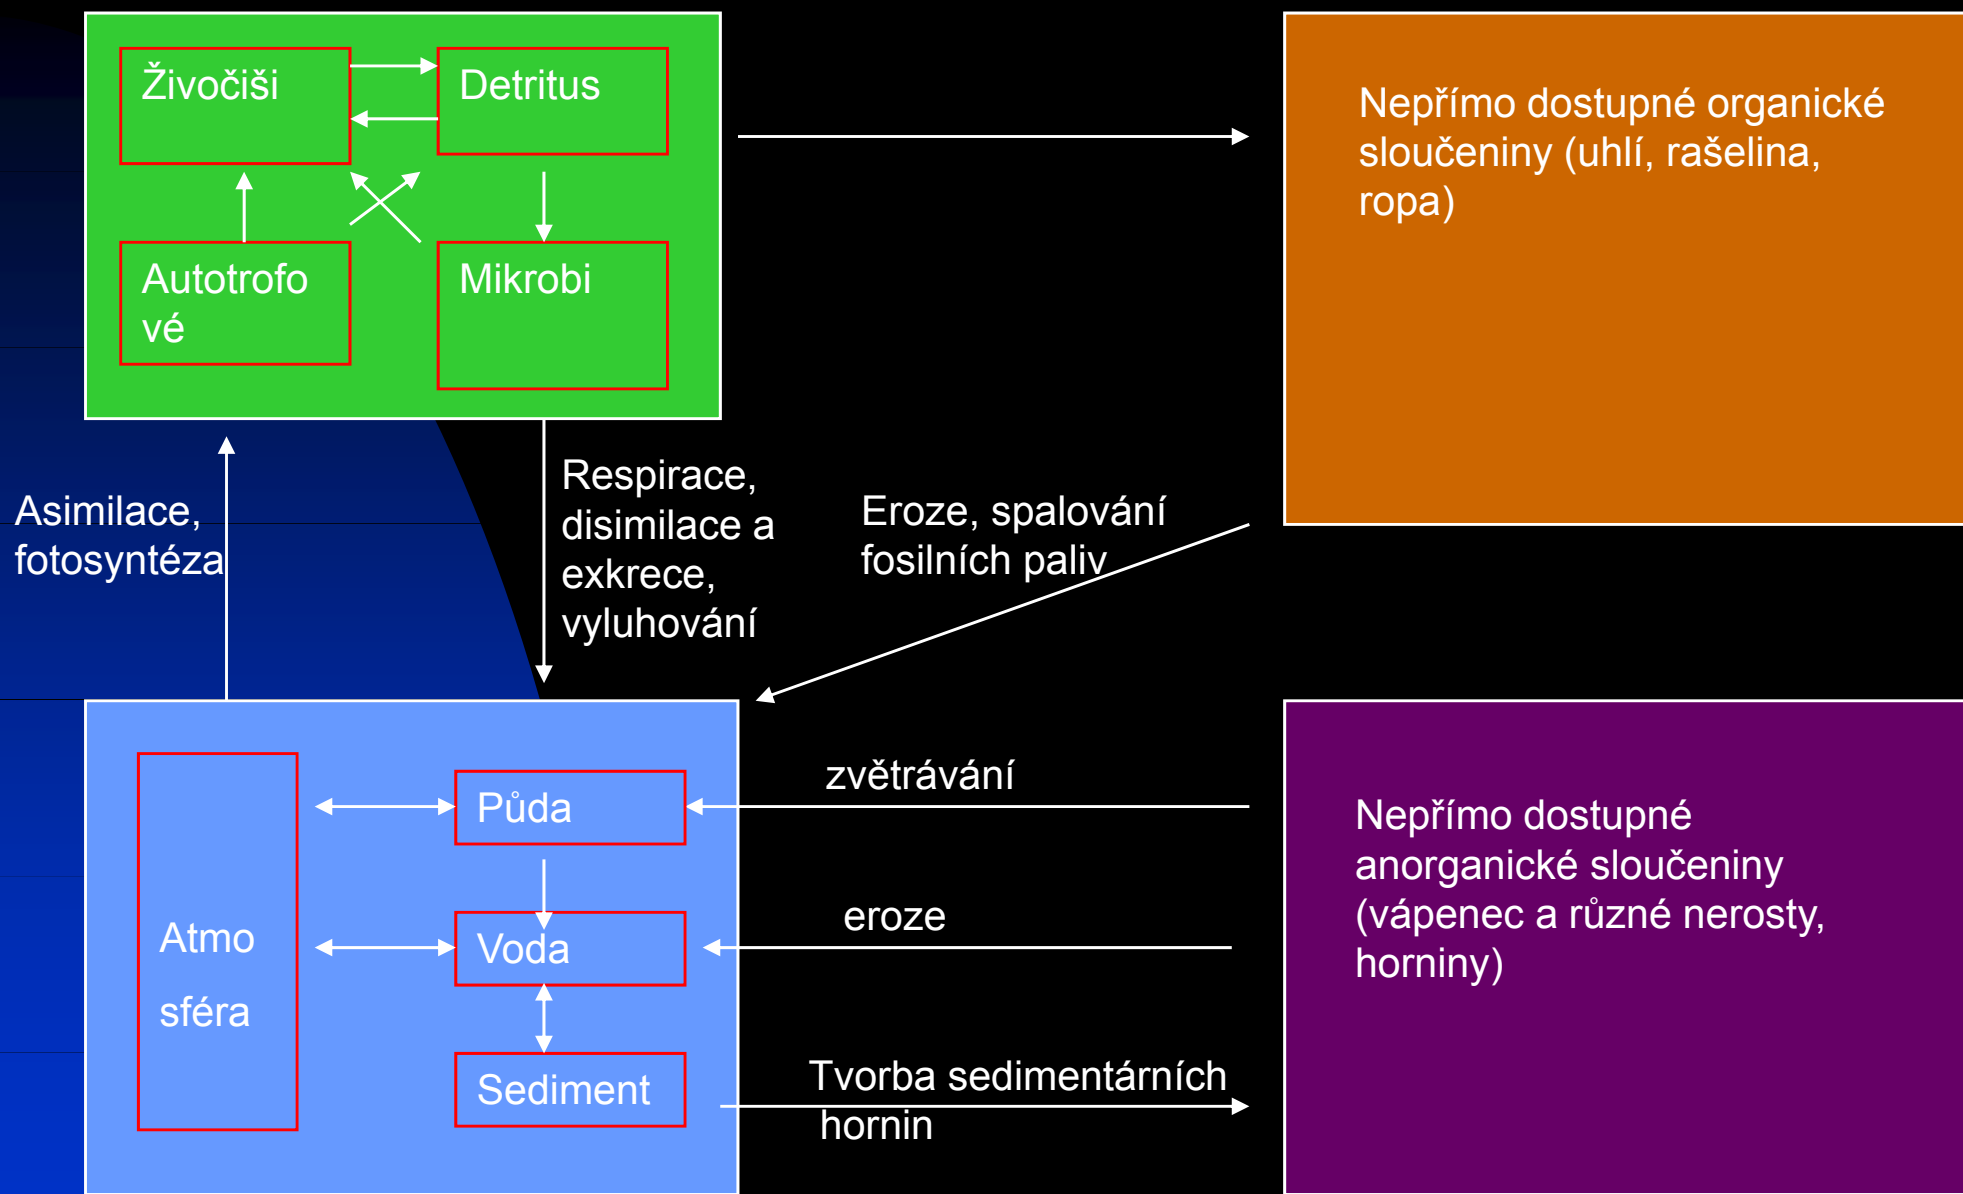 Živočiši
Detritus
Autotrofo
vé
Mikrobi
Nepřímo dostupné organické
sloučeniny (uhlí, rašelina,
ropa)
Asimilace,
fotosyntéza
Respirace,
disimilace a
exkrece,
vyluhování
Eroze, spalování
fosilních paliv
Atmo
sféra
Půda
Voda
Sediment
zvětrávání
eroze
Tvorba sedimentárních
hornin
Nepřímo dostupné
anorganické sloučeniny
(vápenec a různé nerosty,
horniny)